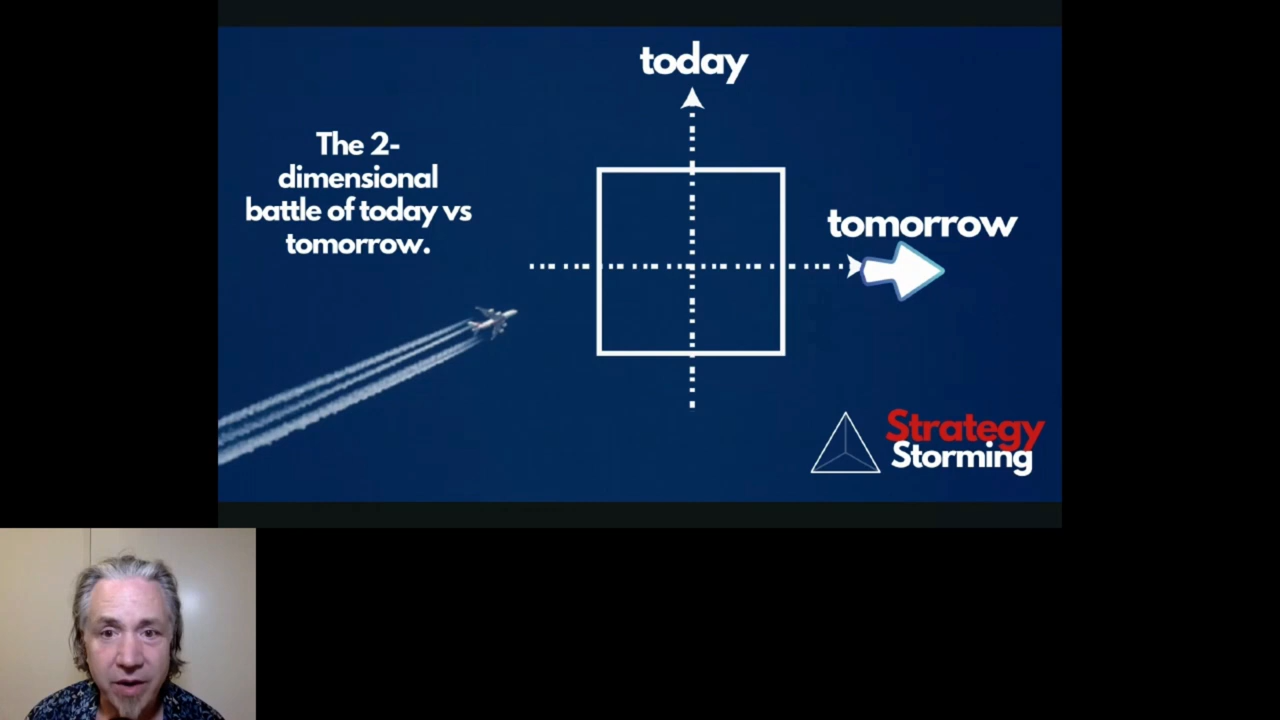 today
The 2-
dimensional
battle of today vs
tomorrow.
tomorrow
Strategy
Storming